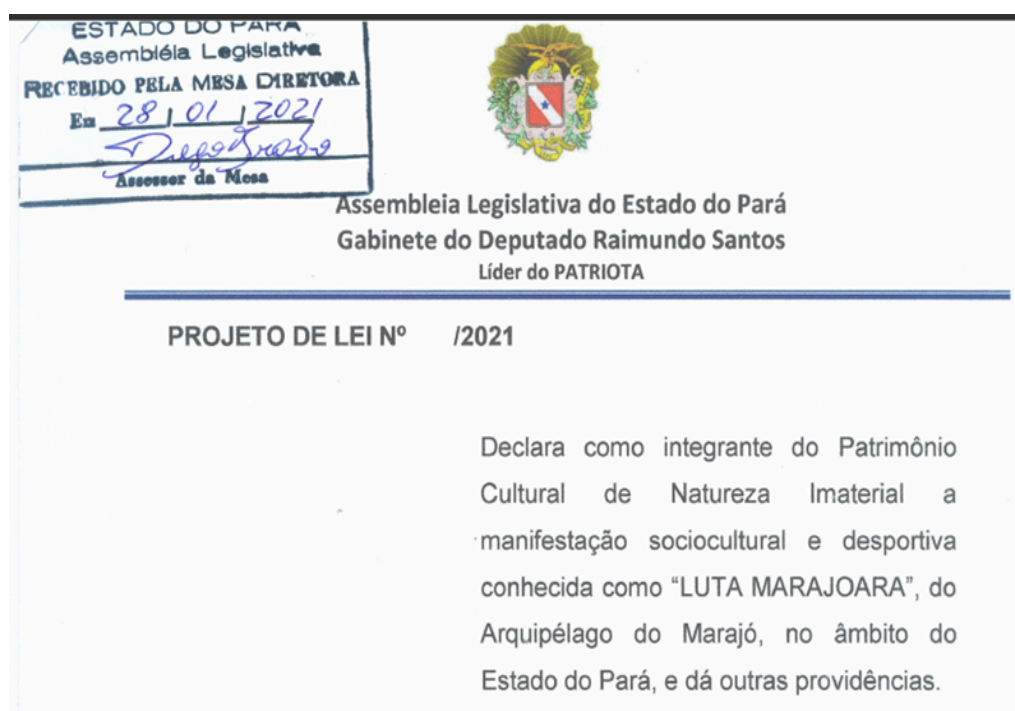 ESTADO DO PARÁ
Assembléia Legislativa
RECEBIDO PELA MESA DIRETORA
Em 28 / 01 / 2021
Assessor da Mesa
Assembleia Legislativa do Estado do Pará
Gabinete do Deputado Raimundo Santos
Líder do PATRIOTA
PROJETO DE LEI Nº /2021
Declara como integrante do Patrimônio
Cultural de Natureza Imaterial a
manifestação sociocultural e desportiva
conhecida como “LUTA MARAJOARA”, do
Arquipélago do Marajó, no âmbito do
Estado do Pará, e dá outras providências.